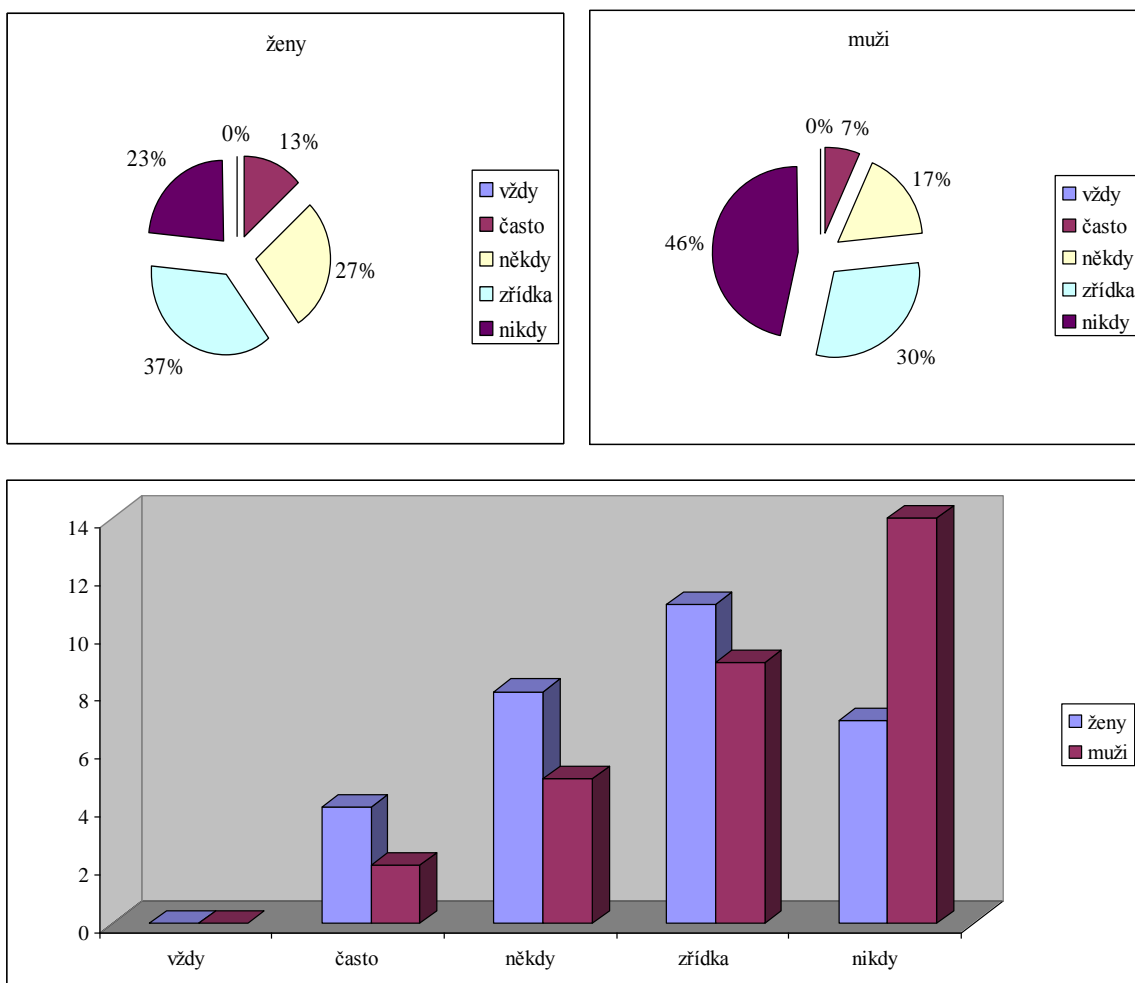 ženy
0%
13%
27%
37%
23%
vždy
často
někdy
zřídka
nikdy
muži
0%
7%
17%
30%
46%
vždy
často
někdy
zřídka
nikdy
14
12
10
8
6
4
2
0
vždy
často
někdy
zřídka
nikdy
ženy
muži